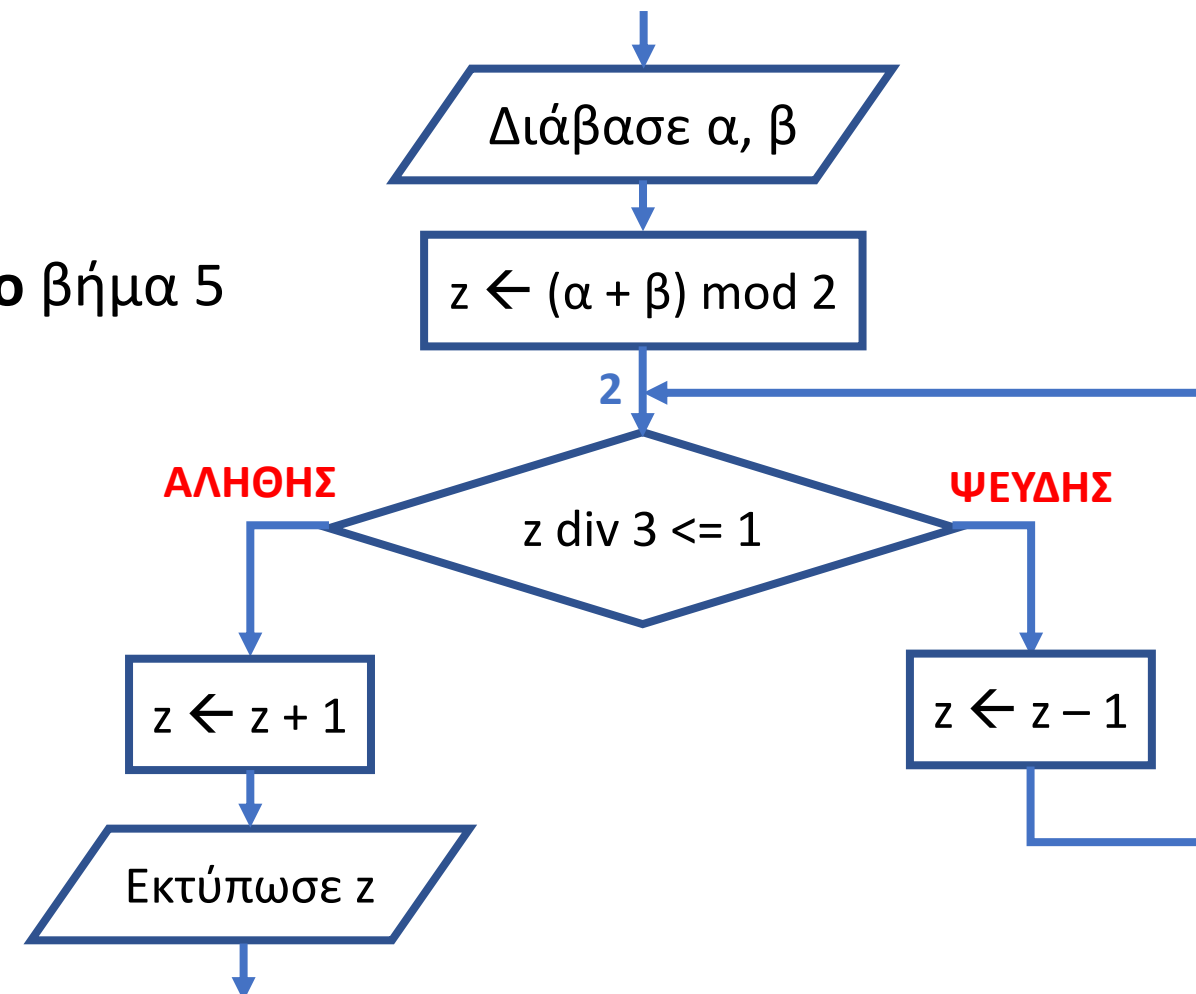 Διάβασε α, β
ο βήμα 5
z ← (α + β) mod 2
2
ΑΛΗΘΗΣ
ΨΕΥΔΗΣ
z div 3 <= 1
z ← z + 1
z ← z – 1
Εκτύπωσε z